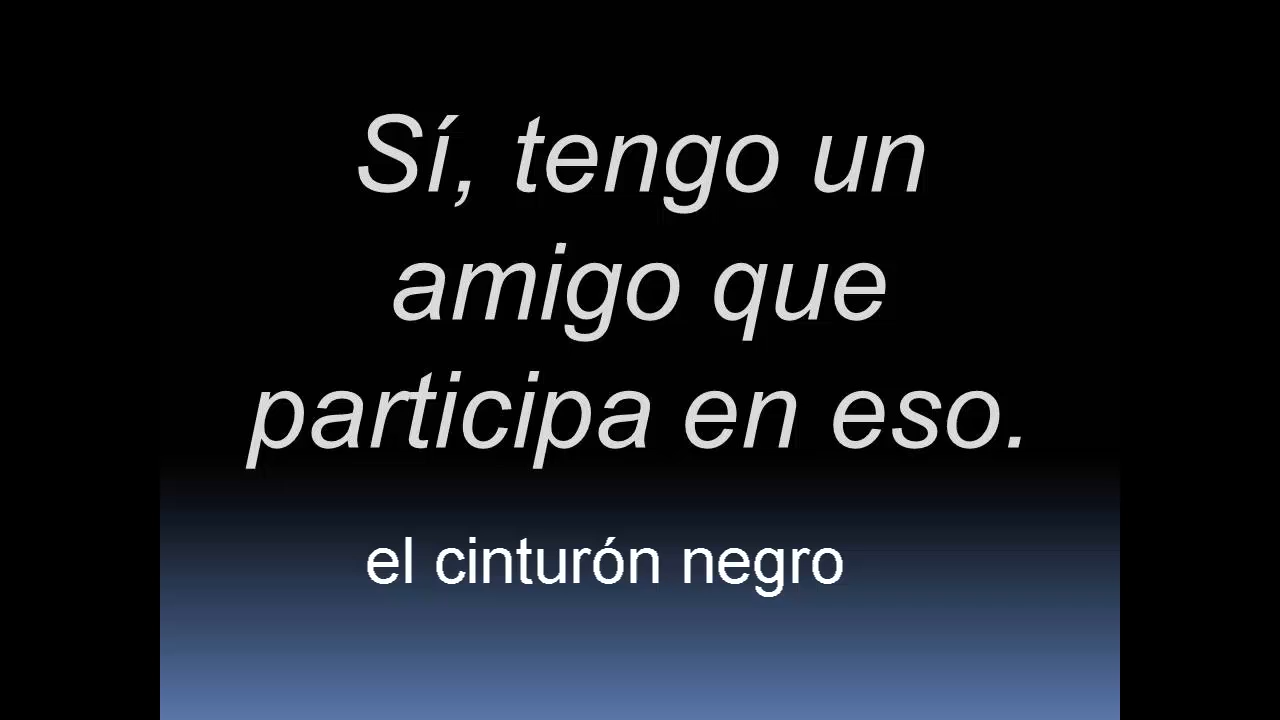 Sí, tengo un
amigo que
participa en eso.
el cinturón negro